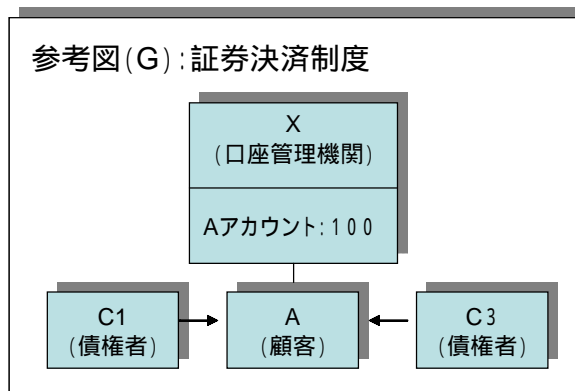 参考図(G):証券決済制度
X
(口座管理機関)
Aアカウント:100
C1
(債権者)
A
(顧客)
C3
(債権者)